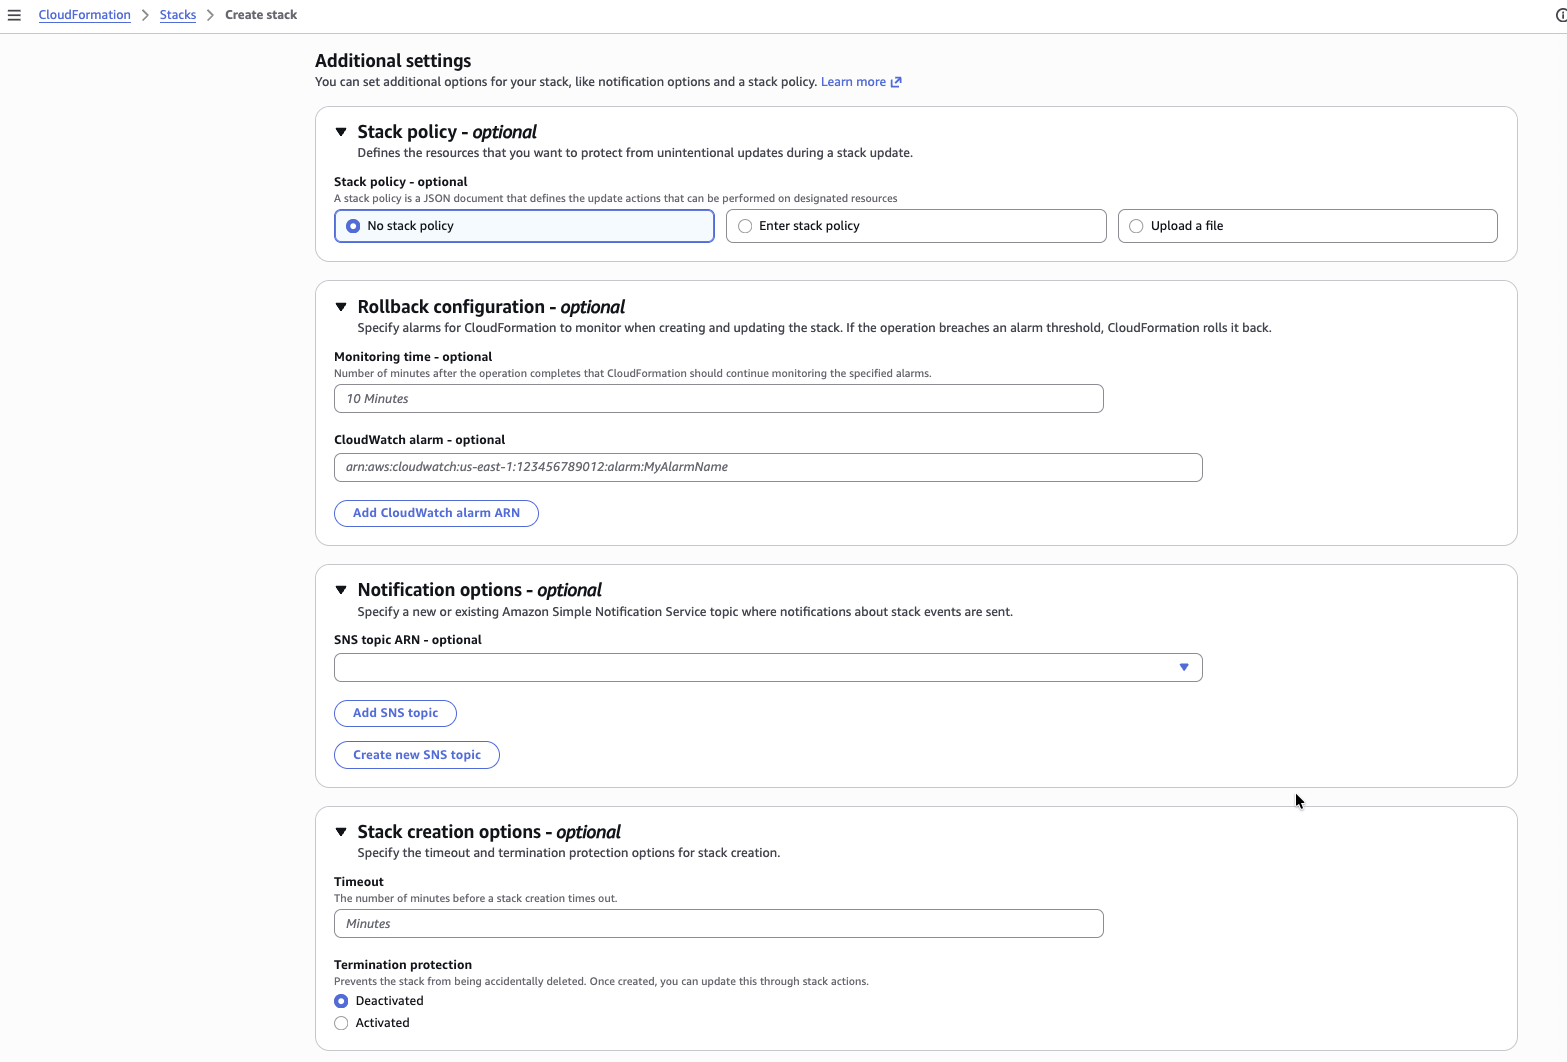 CloudFormation > Stacks > Create stack
Additional settings
You can set additional options for your stack, like notification options and a stack policy. Learn more
Stack policy - optional
Defines the resources that you want to protect from unintentional updates during a stack update.
Stack policy - optional
A stack policy is a JSON document that defines the update actions that can be performed on designated resources
No stack policy
Enter stack policy
Upload a file
Rollback configuration - optional
Specify alarms for CloudFormation to monitor when creating and updating the stack. If the operation breaches an alarm threshold, CloudFormation rolls it back.
Monitoring time - optional
Number of minutes after the operation completes that CloudFormation should continue monitoring the specified alarms.
10 Minutes
CloudWatch alarm - optional
arn:aws:cloudwatch:us-east-1:123456789012:alarm:MyAlarmName
Add CloudWatch alarm ARN
Notification options - optional
Specify a new or existing Amazon Simple Notification Service topic where notifications about stack events are sent.
SNS topic ARN - optional
Add SNS topic
Create new SNS topic
Stack creation options - optional
Specify the timeout and termination protection options for stack creation.
Timeout
The number of minutes before a stack creation times out.
Minutes
Termination protection
Prevents the stack from being accidentally deleted. Once created, you can update this through stack actions.
Deactivated
Activated